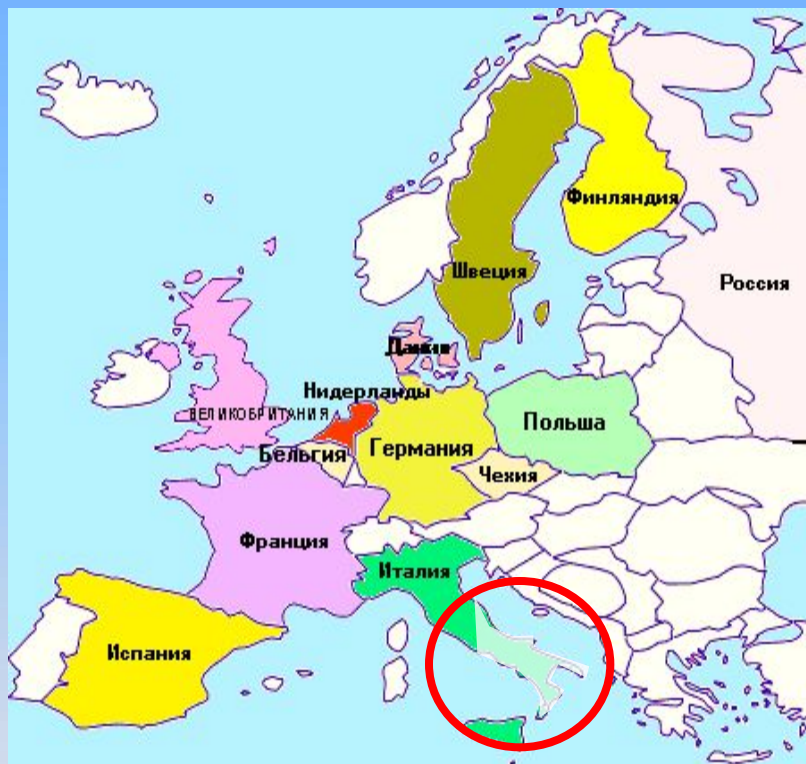 Финляндия
Швеция
Россия
Дания
Нидерланды
ВЕЛИКОБРИТАНИЯ
Польша
Германия
Бельгия
Чехия
Франция
Италия
Испания